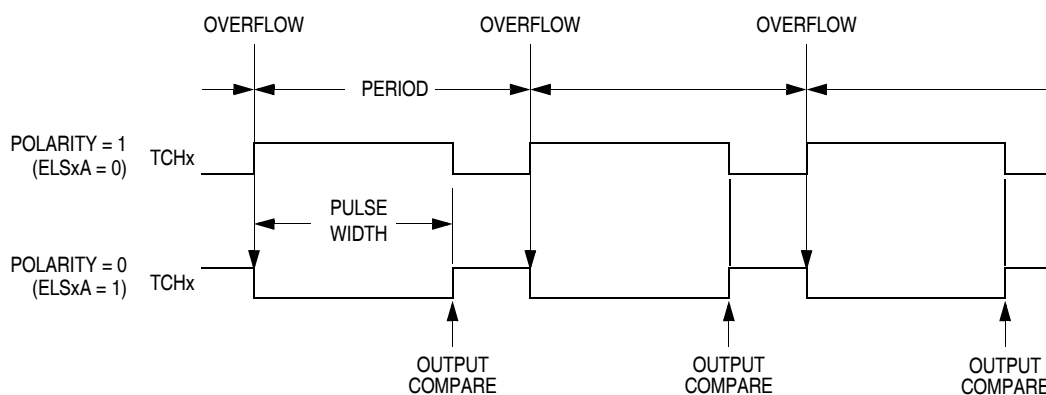 OVERFLOW
OVERFLOW
OVERFLOW
PERIOD
POLARITY = 1
(ELSxA = 0)
TCHx
PULSE
WIDTH
POLARITY = 0
(ELSxA = 1)
TCHx
OUTPUT
COMPARE
OUTPUT
COMPARE
OUTPUT
COMPARE